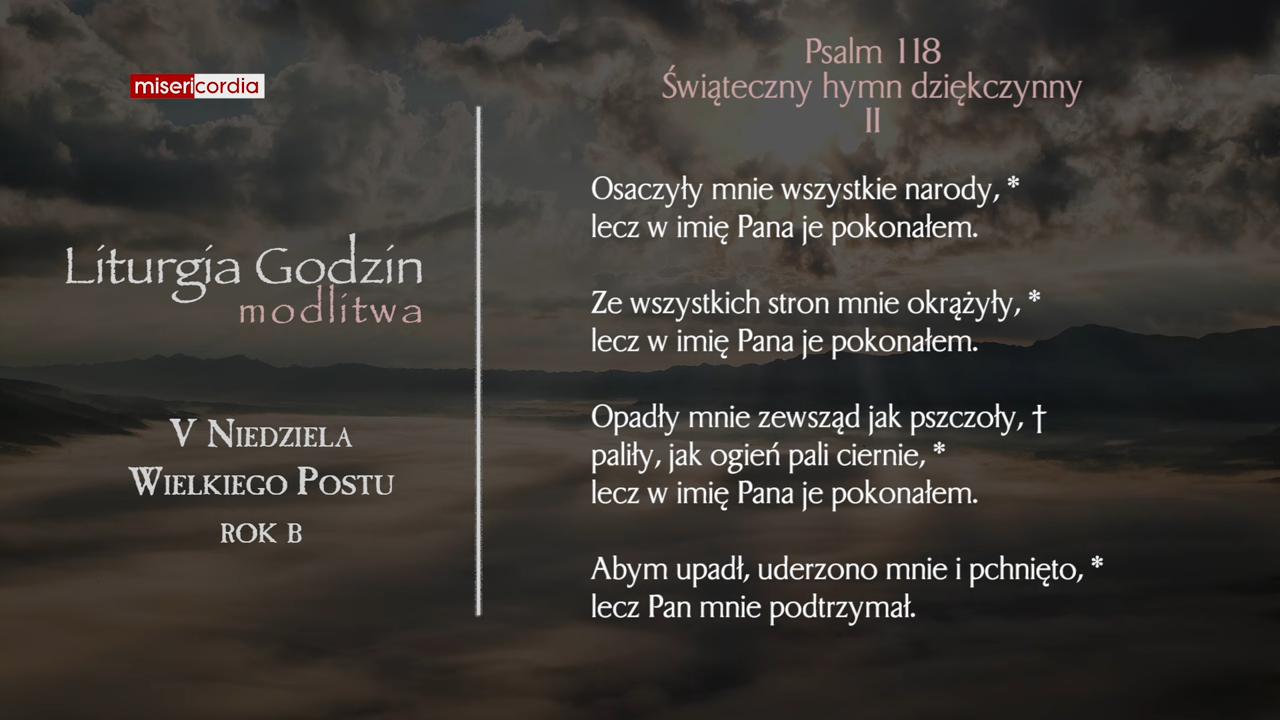 misericordia
Liturgia Godzin
modlitwa
V Niedziela
Wielkiego Postu
rok B
Psalm 118
Świąteczny hymn dziękczynny
II
Osaczyły mnie wszystkie narody, *
lecz w imię Pana je pokonałem.
Ze wszystkich stron mnie okrążyły, *
lecz w imię Pana je pokonałem.
Opadły mnie zewsząd jak pszczoły, †
paliły, jak ogień pali ciernie, *
lecz w imię Pana je pokonałem.
Abym upadł, uderzono mnie i pchnięto, *
lecz Pan mnie podtrzymał.